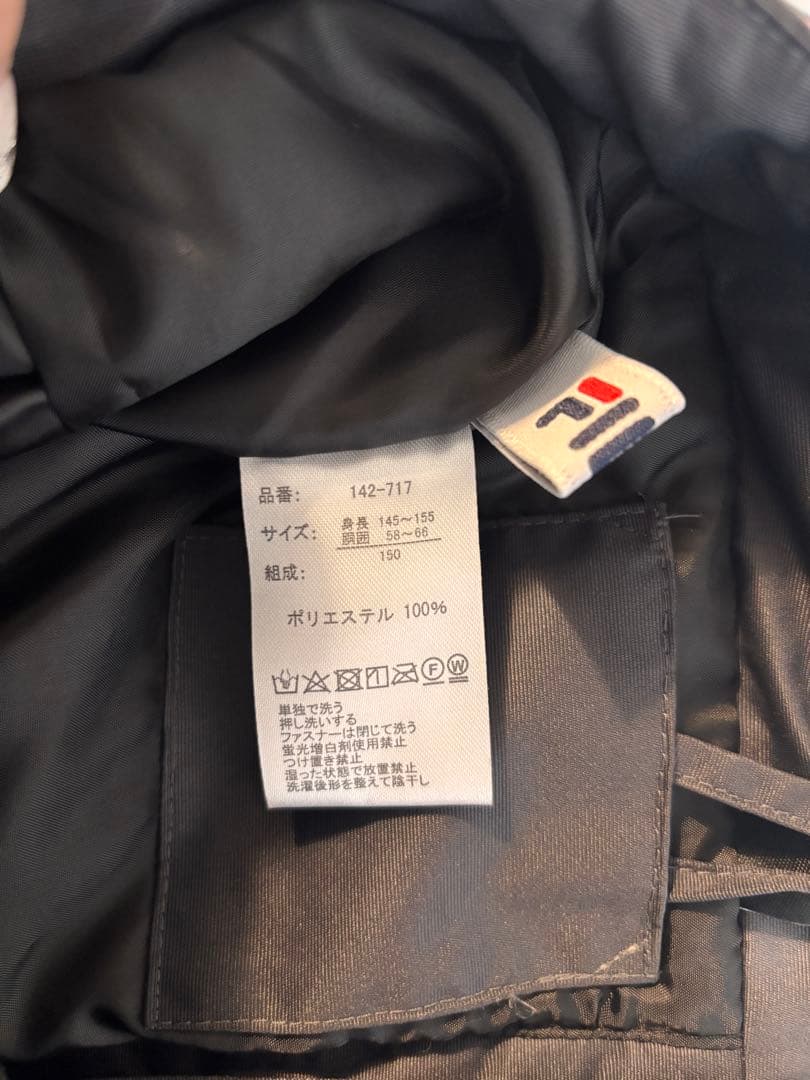 品番: 142-717
サイズ: 身長 145～155
胴囲 58～66
150
組成:
ポリエステル 100%
F W
単独で洗う
押し洗いする
ファスナーは閉じて洗う
蛍光増白剤使用禁止
つけ置き禁止
湿った状態で放置禁止
洗濯後形を整えて陰干し